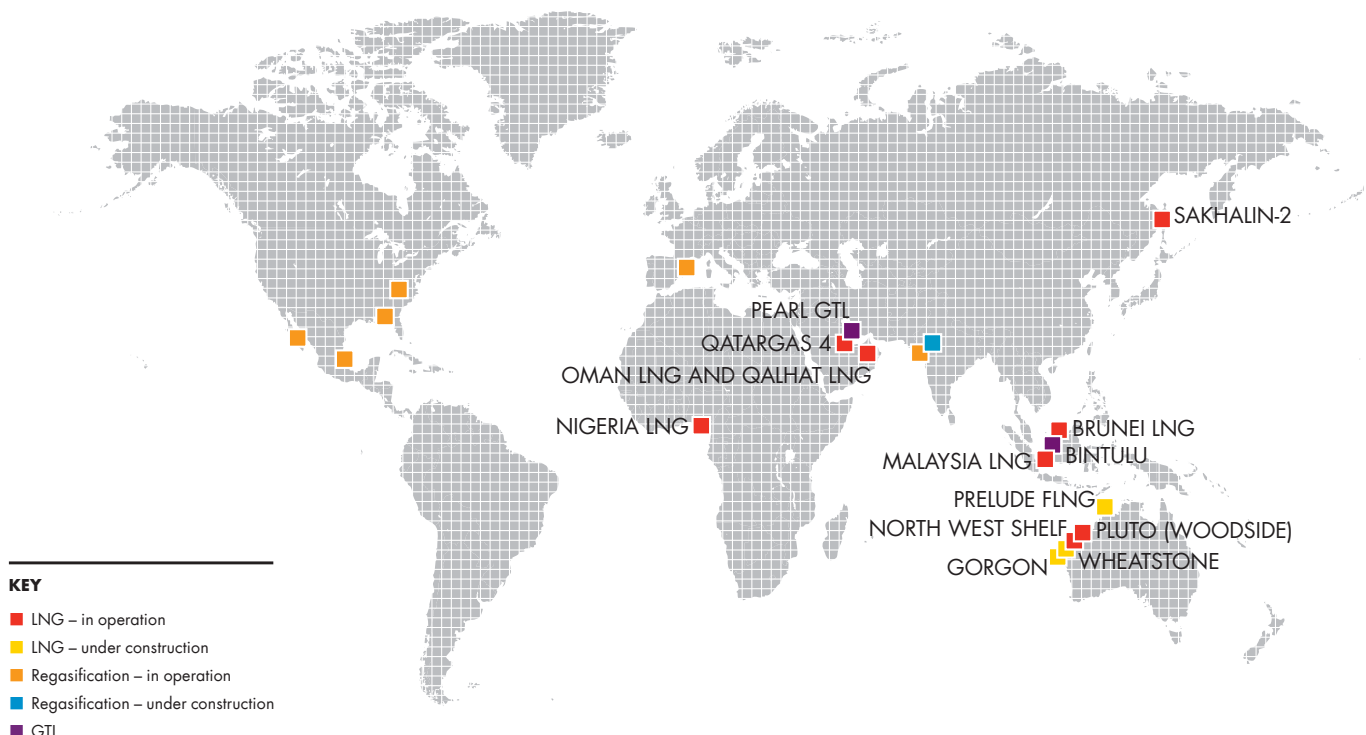 SAKHALIN-2
PEARL GTL
QATARGAS 4
OMAN LNG AND QALHAT LNG
NIGERIA LNG
BRUNEI LNG
BINTULU
MALAYSIA LNG
PRELUDE FLNG
NORTH WEST SHELF
PLUTO (WOODSIDE)
WHEATSTONE
GORGON
KEY
LNG – in operation
LNG – under construction
Regasification – in operation
Regasification – under construction
GTL